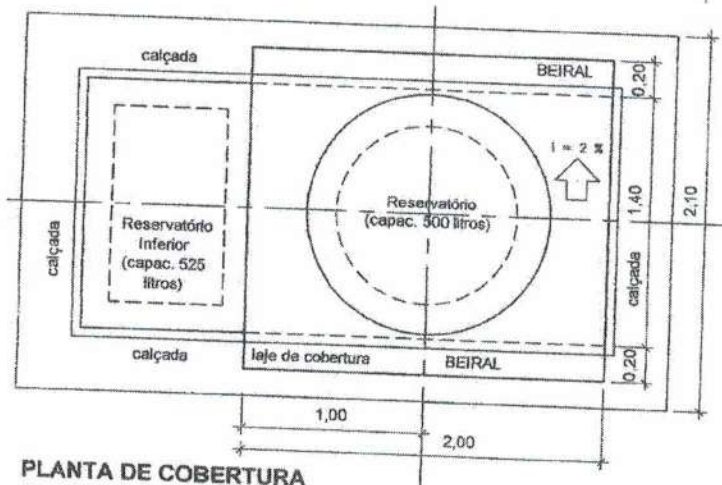 calçada
BEIRAL
0,20
i = 2 %
Reservatório
(capac. 500 litros)
1,40
2,10
Reservatório
Inferior
(capac. 525
litros)
calçada
calçada
calçada
laje de cobertura
BEIRAL
0,20
1,00
2,00
PLANTA DE COBERTURA